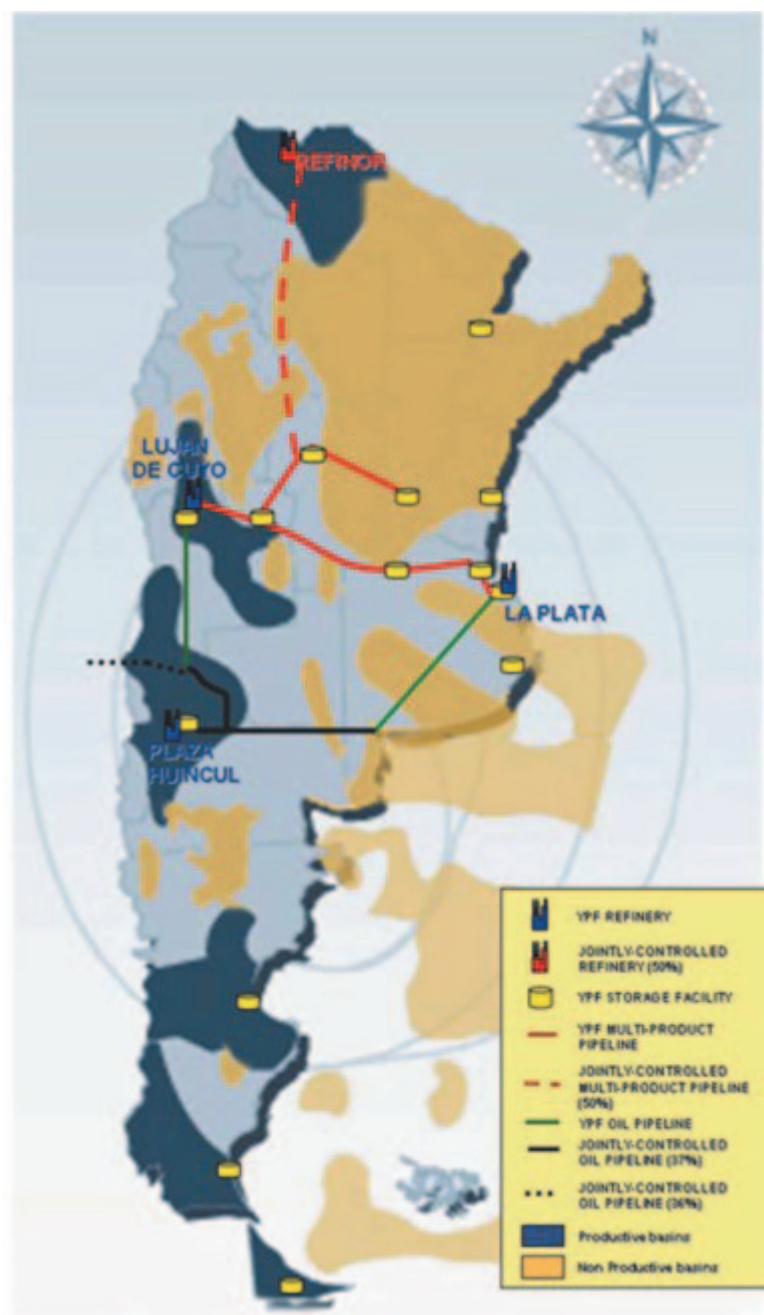 N
REFINOR
LUJAN
DE CUYO
LA PLATA
PLAZA
HUINCUL
YPF REFINERY
JOINTLY-CONTROLLED
REFINERY (50%)
YPF STORAGE FACILITY
YPF MULTI-PRODUCT
PIPELINE
JOINTLY-CONTROLLED
MULTI-PRODUCT PIPELINE
(50%)
YPF OIL PIPELINE
JOINTLY-CONTROLLED
OIL PIPELINE (37%)
JOINTLY-CONTROLLED
OIL PIPELINE (36%)
Productive basins
Non Productive basins